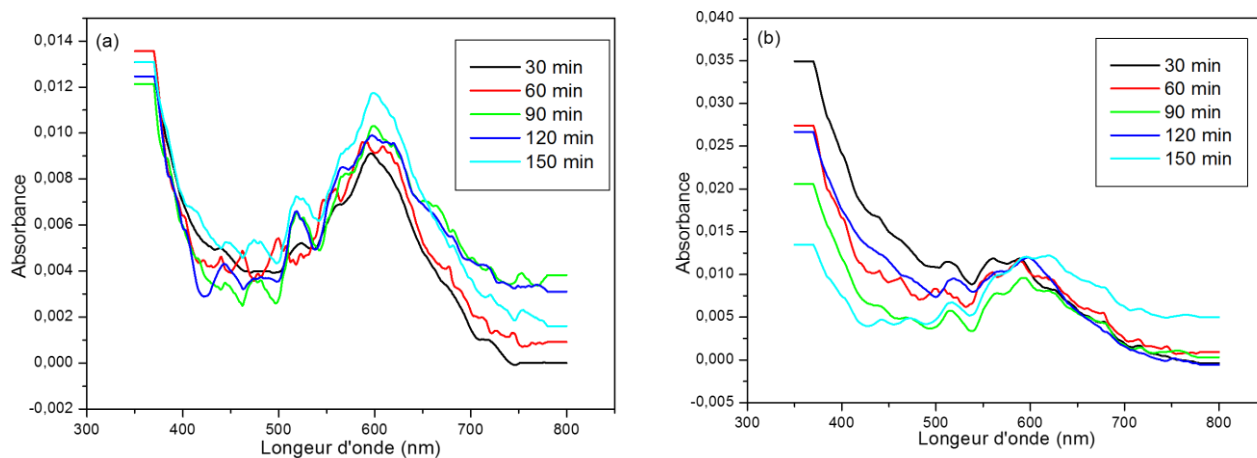 (a)
Absorbance
0,014
0,012
0,010
0,008
0,006
0,004
0,002
0,000
-0,002
300
400
500
600
700
800
Longeur d'onde (nm)
30 min
60 min
90 min
120 min
150 min
(b)
Absorbance
0,040
0,035
0,030
0,025
0,020
0,015
0,010
0,005
0,000
-0,005
300
400
500
600
700
800
Longeur d'onde (nm)
30 min
60 min
90 min
120 min
150 min